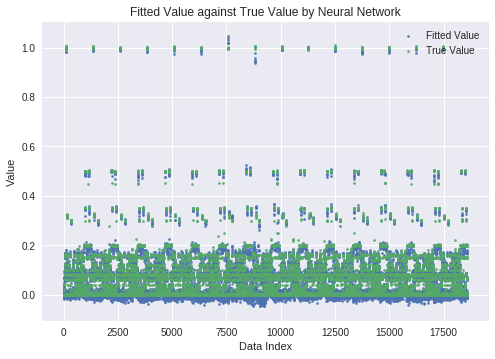 Fitted Value against True Value by Neural Network
Fitted Value
True Value
Value
1.0
0.8
0.6
0.4
0.2
0.0
0
2500
5000
7500
10000
12500
15000
17500
Data Index